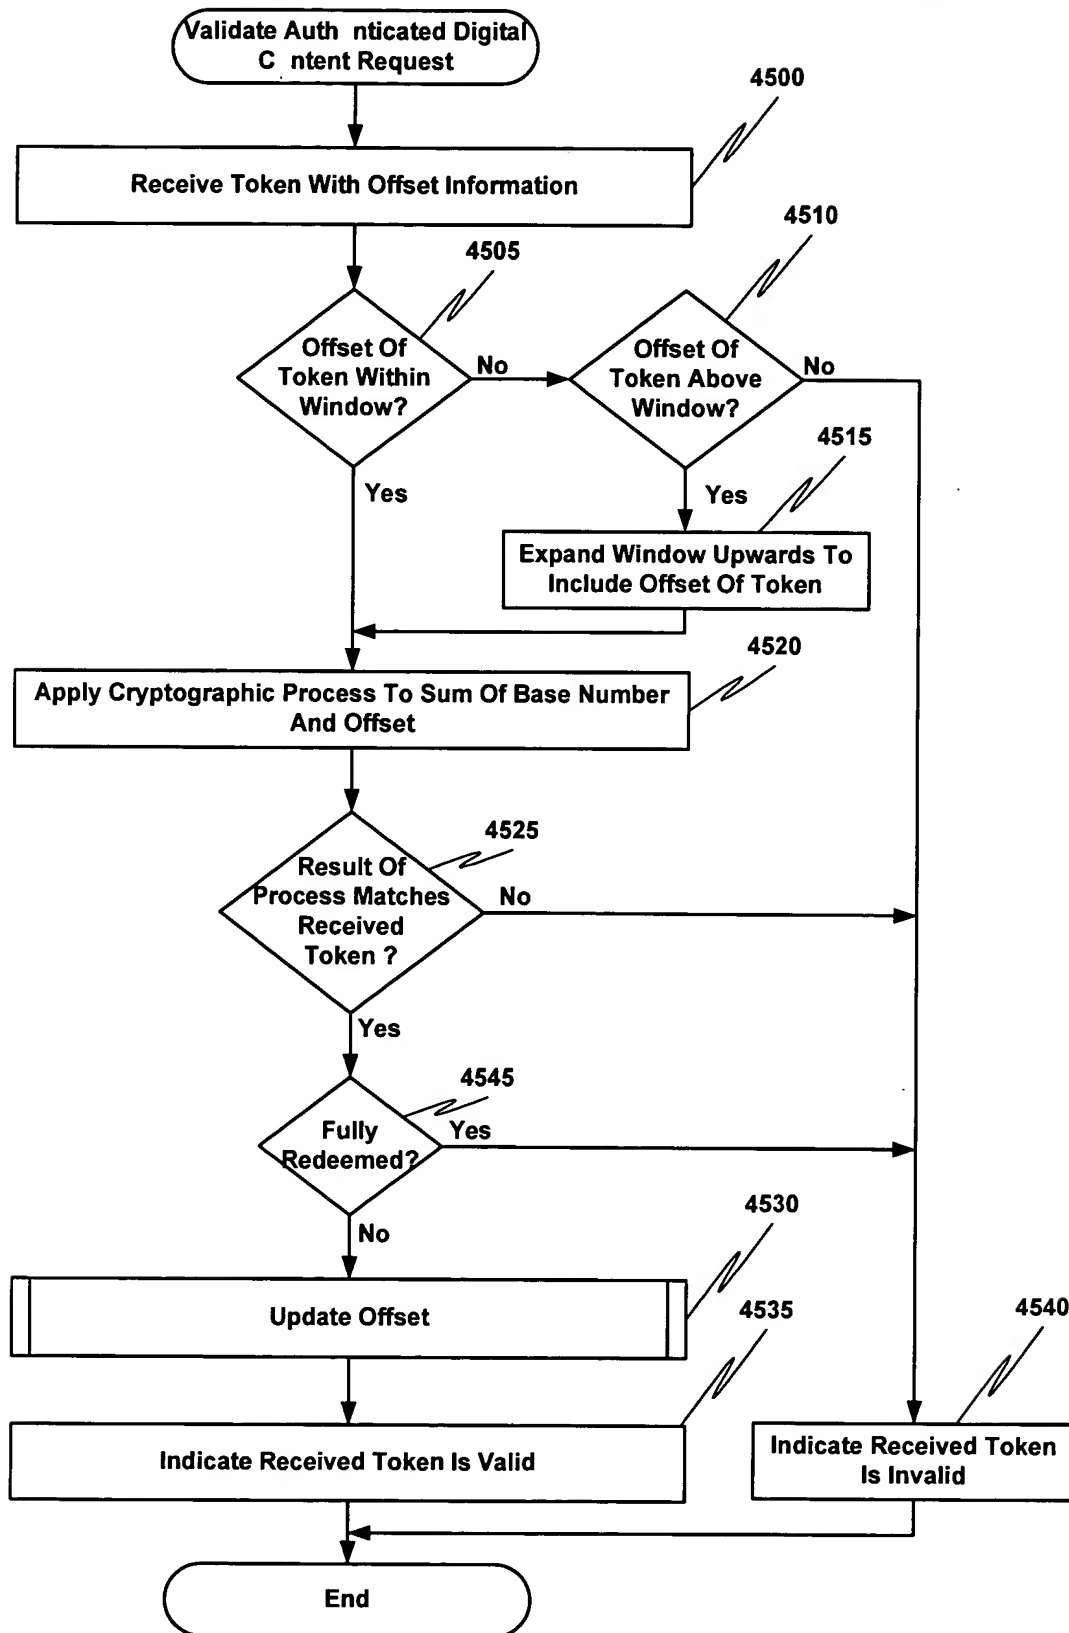 Validate Auth nticated Digital
C ntent Request
4500
Receive Token With Offset Information
4510
4505
Offset Of
Token Within
Window?
No
Offset Of
Token Above
Window?
No
4515
Yes
Yes
Expand Window Upwards To
Include Offset Of Token
4520
Apply Cryptographic Process To Sum Of Base Number
And Offset
4525
Result Of
Process Matches
Received
Token ?
No
Yes
4545
Fully
Redeemed?
Yes
No
4530
Update Offset
4535
4540
Indicate Received Token Is Valid
Indicate Received Token
Is Invalid
End